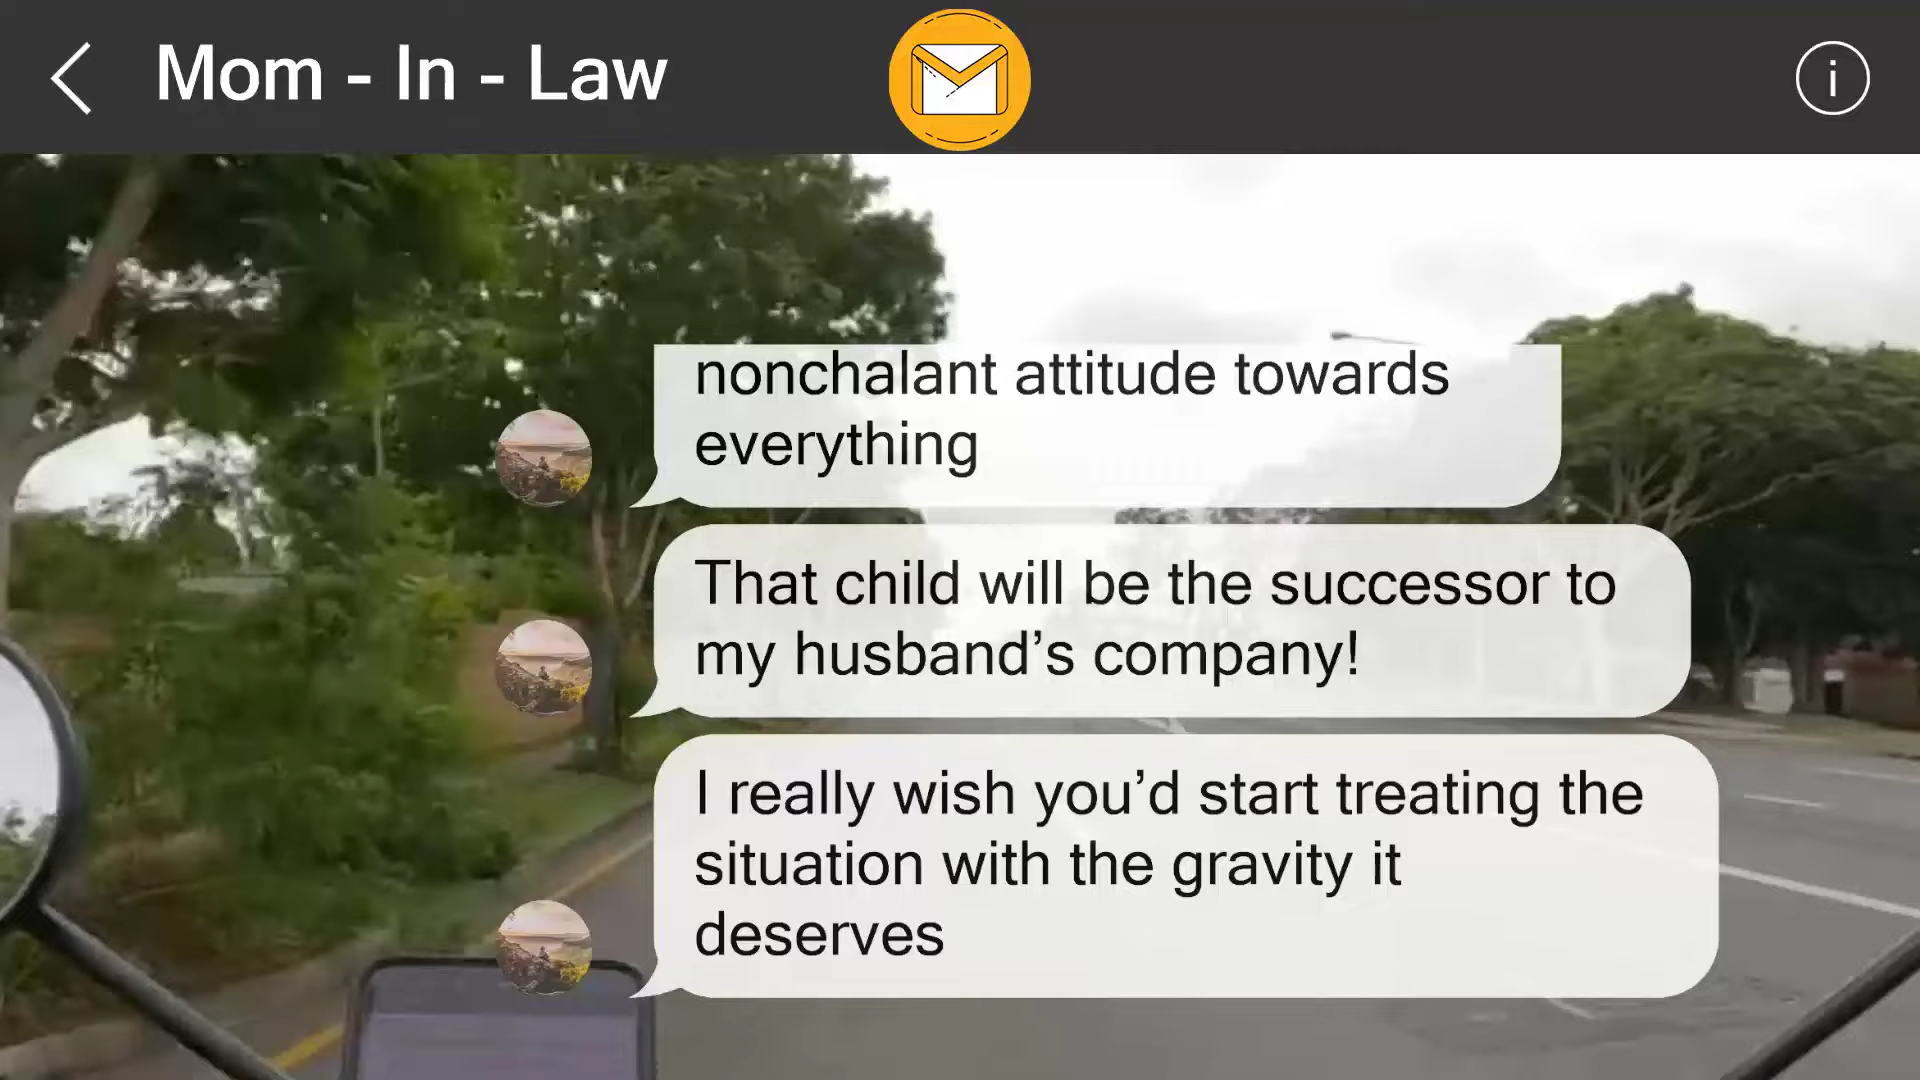 Mom - In - Law
i
nonchalant attitude towards
everything
That child will be the successor to
my husband’s company!
I really wish you’d start treating the
situation with the gravity it
deserves